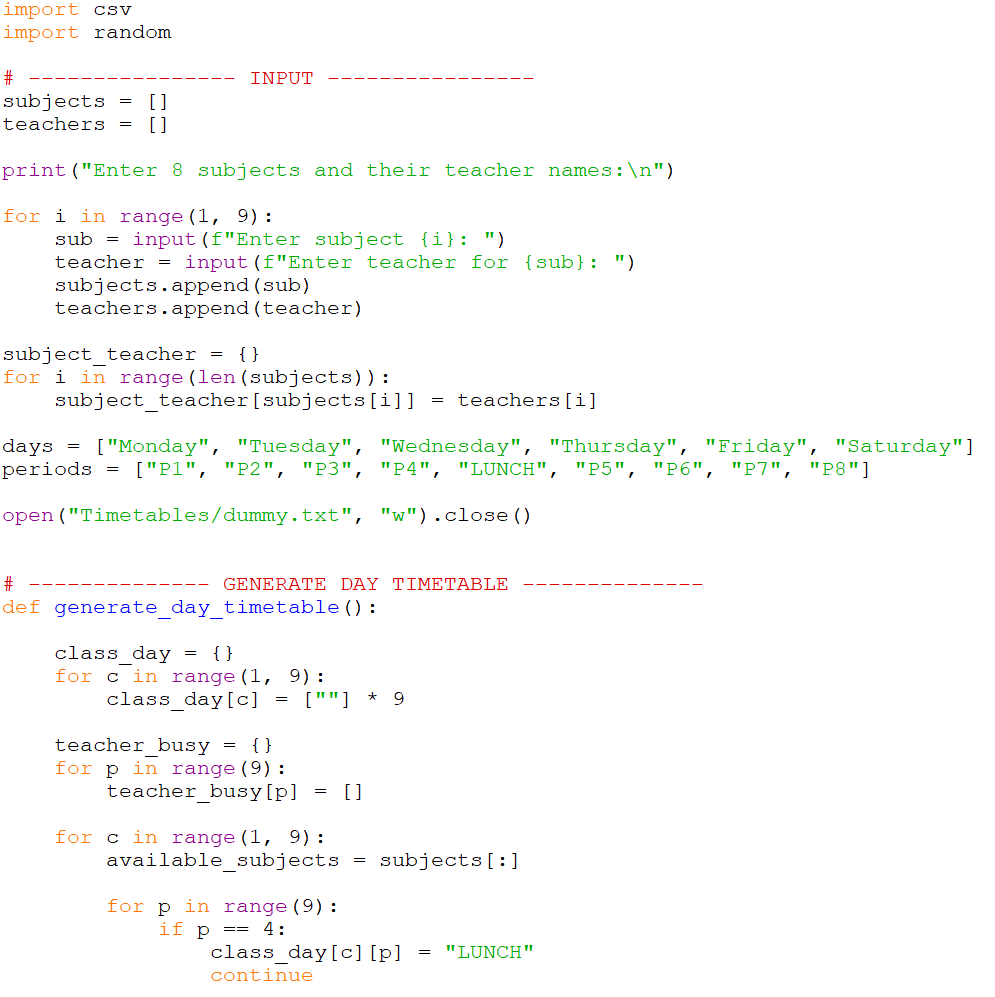 import csv
import random

# ---------------- INPUT ----------------
subjects = []
teachers = []

print("Enter 8 subjects and their teacher names:\n")

for i in range(1, 9):
    sub = input(f"Enter subject {i}: ")
    teacher = input(f"Enter teacher for {sub}: ")
    subjects.append(sub)
    teachers.append(teacher)

subject_teacher = {}
for i in range(len(subjects)):
    subject_teacher[subjects[i]] = teachers[i]

days = ["Monday", "Tuesday", "Wednesday", "Thursday", "Friday", "Saturday"]
periods = ["P1", "P2", "P3", "P4", "LUNCH", "P5", "P6", "P7", "P8"]

open("Timetables/dummy.txt", "w").close()


# -------------- GENERATE DAY TIMETABLE --------------
def generate_day_timetable():

    class_day = {}
    for c in range(1, 9):
        class_day[c] = [""] * 9

    teacher_busy = {}
    for p in range(9):
        teacher_busy[p] = []

    for c in range(1, 9):
        available_subjects = subjects[:]

        for p in range(9):
            if p == 4:
                class_day[c][p] = "LUNCH"
                continue